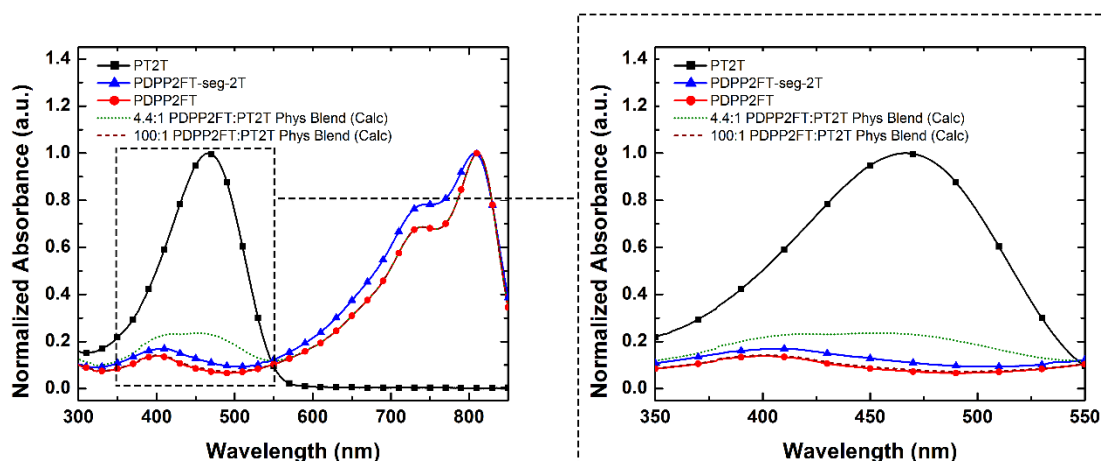 1.4
1.2
1.0
0.8
0.6
0.4
0.2
0.0
Normalized Absorbance (a.u.)
PT2T
PDPP2FT-seg-2T
PDPP2FT
4.4:1 PDPP2FT:PT2T Phys Blend (Calc)
100:1 PDPP2FT:PT2T Phys Blend (Calc)
300 400 500 600 700 800
Wavelength (nm)
1.4
1.2
1.0
0.8
0.6
0.4
0.2
0.0
Normalized Absorbance (a.u.)
PT2T
PDPP2FT-seg-2T
PDPP2FT
4.4:1 PDPP2FT:PT2T Phys Blend (Calc)
100:1 PDPP2FT:PT2T Phys Blend (Calc)
350 400 450 500 550
Wavelength (nm)